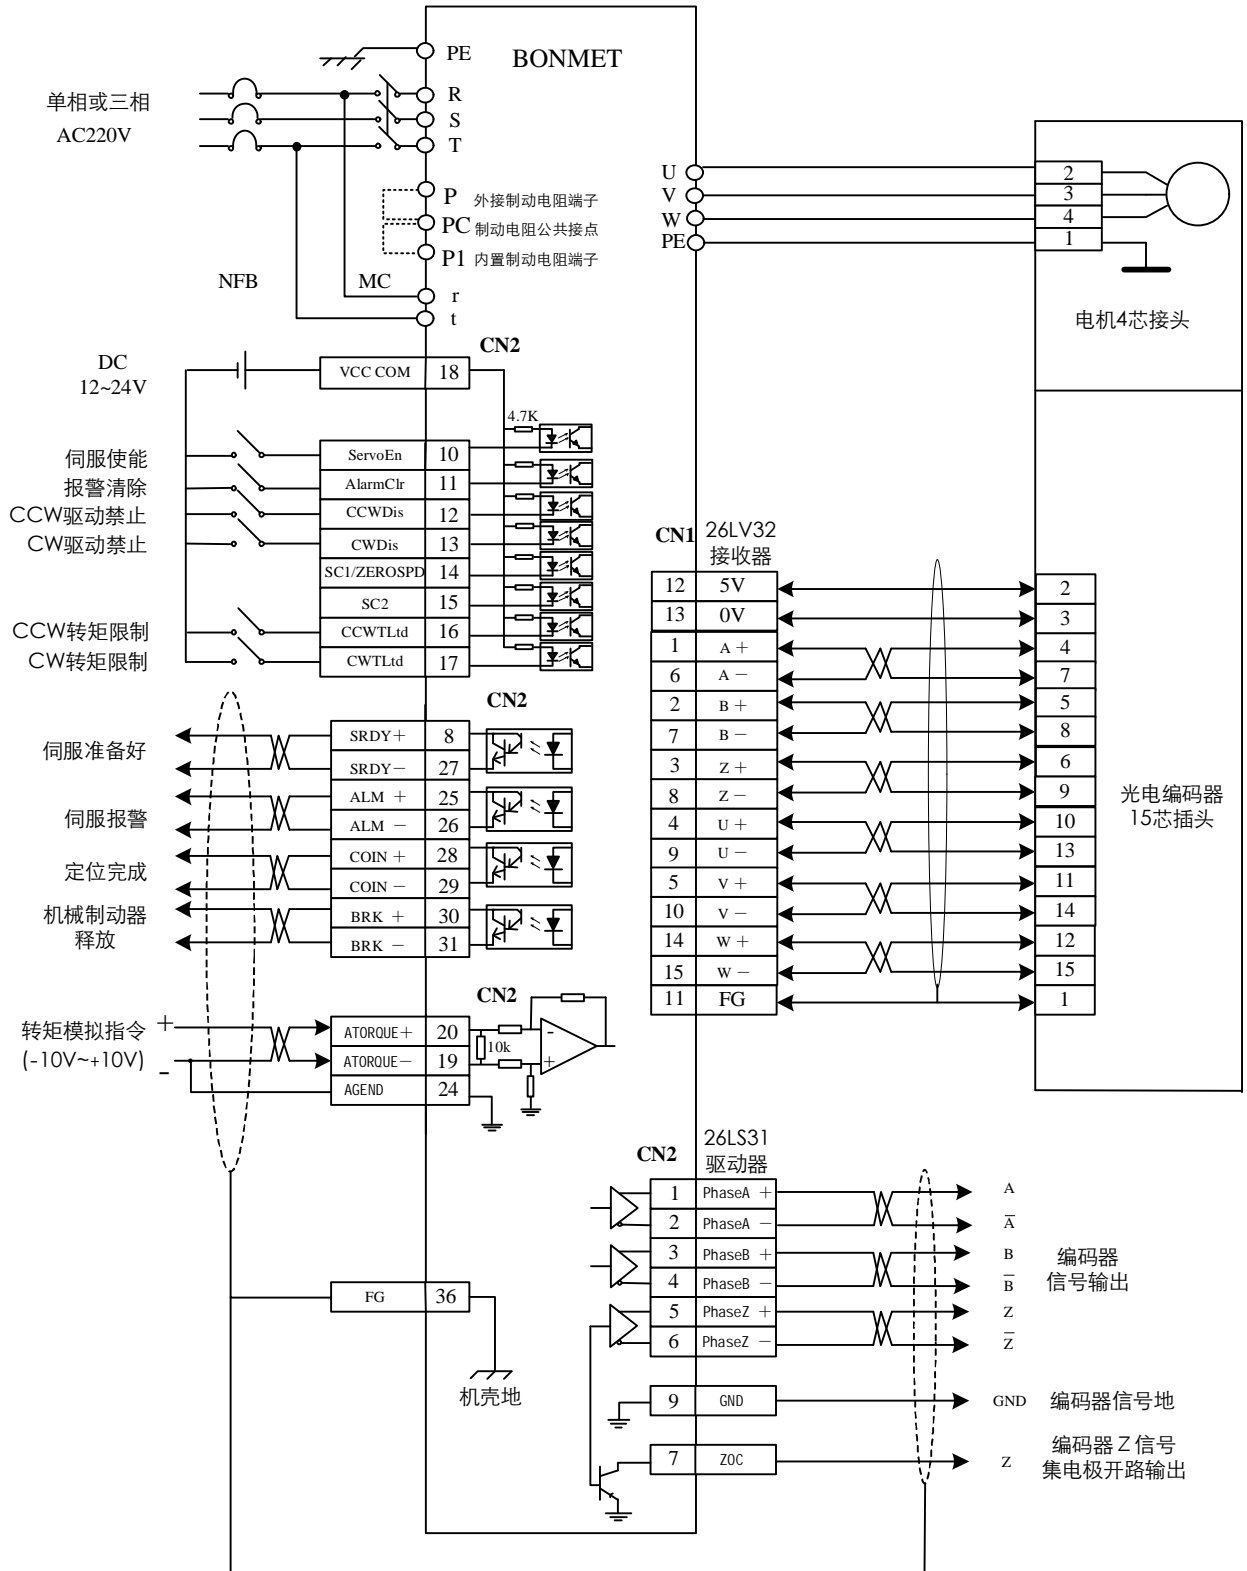 PE
BONMET
单相或三相
AC220V
R
S
T
P 外接制动电阻端子
PC 制动电阻公共接点
P1 内置制动电阻端子
NFB
MC
r
t
U
V
W
PE
2
3
4
1
电机4芯接头
DC
12~24V
CN2
VCC COM 18
4.7K
伺服使能 ServoEn 10
报警清除 AlarmClr 11
CCW驱动禁止 CCWDis 12
CW驱动禁止 CWDis 13
SC1/ZEROSPD 14
SC2 15
CCW转矩限制 CCWTLtd 16
CW转矩限制 CWTLtd 17
CN2
伺服准备好
SRDY+ 8
SRDY- 27
伺服报警
ALM + 25
ALM - 26
定位完成
COIN + 28
COIN - 29
机械制动器
释放
BRK + 30
BRK - 31
CN2
转矩模拟指令
(-10V~+10V)
+
-
ATORQUE+ 20
ATORQUE- 19
AGEND 24
10k
-
+
FG 36
机壳地
CN1
26LV32
接收器
12 5V 2
13 0V 3
1 A + 4
6 A - 7
2 B + 5
7 B - 8
3 Z + 6
8 Z - 9
4 U + 10
9 U - 13
5 V + 11
10 V - 14
14 W + 12
15 W - 15
11 FG 1
光电编码器
15芯插头
CN2
26LS31
驱动器
1 PhaseA + A
2 PhaseA - A̅
3 PhaseB + B
4 PhaseB - B̅
5 PhaseZ + Z
6 PhaseZ - Z̅
编码器
信号输出
9 GND GND 编码器信号地
7 ZOC Z
编码器Z信号
集电极开路输出